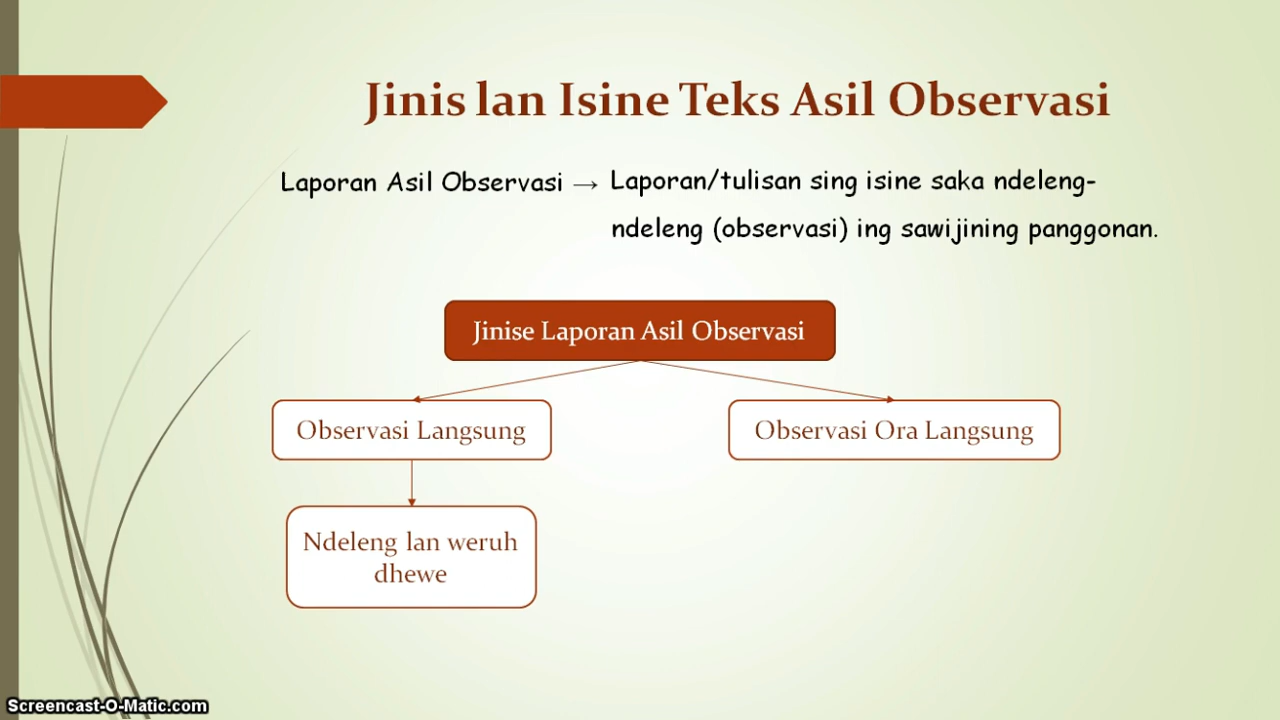 Jinis lan Isine Teks Asil Observasi
Laporan Asil Observasi → Laporan/tulisan sing isine saka ndeleng-
ndeleng (observasi) ing sawijining panggonan.
Jinise Laporan Asil Observasi
Observasi Langsung
Observasi Ora Langsung
Ndeleng lan weruh
dhewe
Screencast-O-Matic.com